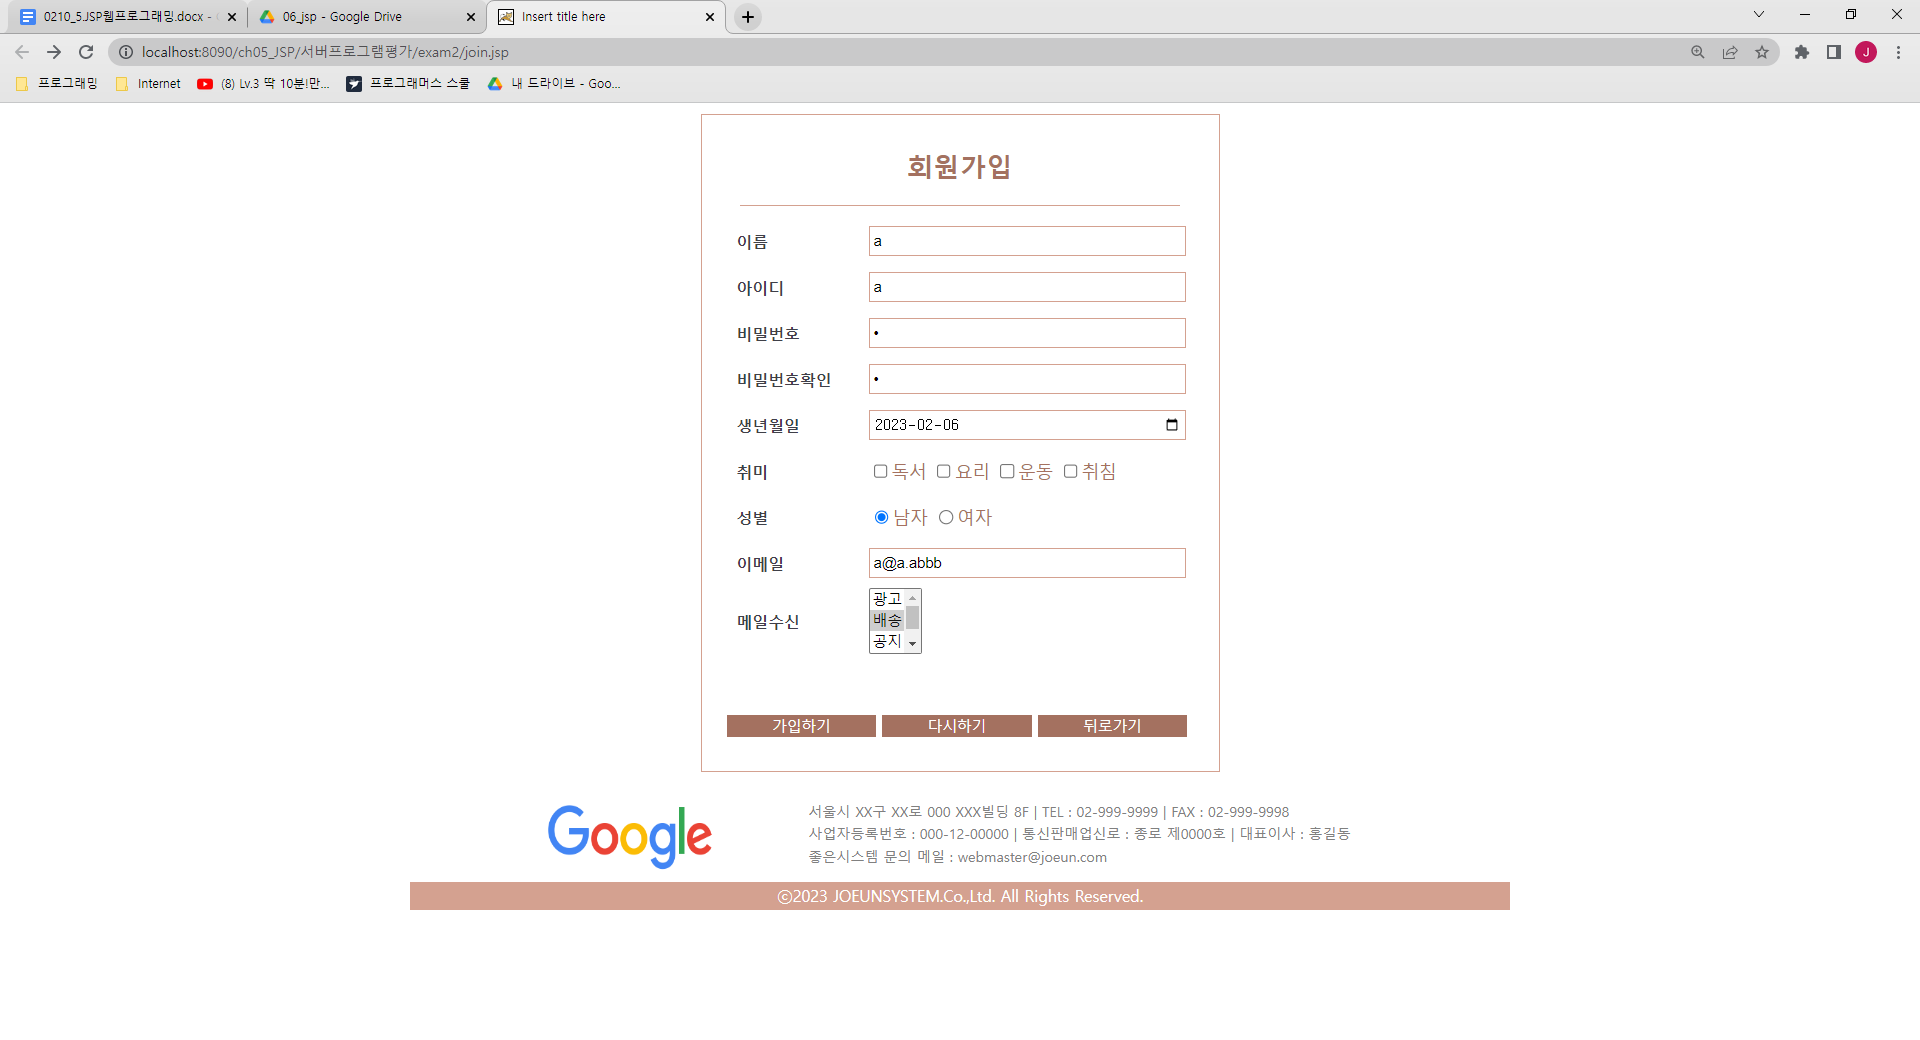 0210_5.JSP웹프로그래밍.docx -
06_jsp - Google Drive
Insert title here
localhost:8090/ch05_JSP/서버프로그램평가/exam2/join.jsp
J
프로그래밍
Internet
(8) Lv.3 딱 10분!만...
프로그래머스 스쿨
내 드라이브 - Goo...
회원가입
이름 a
아이디 a
비밀번호 •
비밀번호확인 •
생년월일 2023-02-06
취미 독서 요리 운동 취침
성별 남자 여자
이메일 a@a.abbb
광고
메일수신 배송
공지
가입하기 다시하기 뒤로가기
Google
서울시 XX구 XX로 000 XXX빌딩 8F | TEL : 02-999-9999 | FAX : 02-999-9998
사업자등록번호 : 000-12-00000 | 통신판매업신로 : 종로 제0000호 | 대표이사 : 홍길동
좋은시스템 문의 메일 : webmaster@joeun.com
©2023 JOEUNSYSTEM.Co.,Ltd. All Rights Reserved.